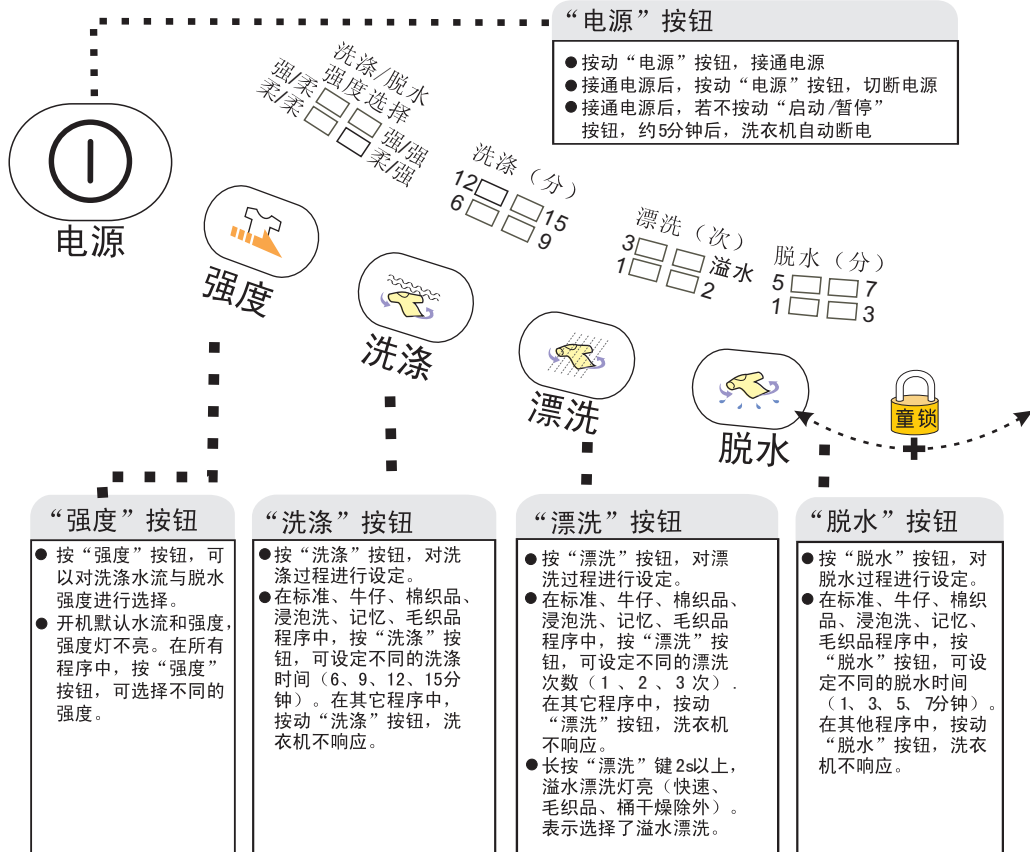 “电源”按钮
●按动“电源”按钮，接通电源
●接通电源后，按动“电源”按钮，切断电源
●接通电源后，若不按动“启动/暂停”
按钮，约5分钟后，洗衣机自动断电
洗涤/脱水
强度选择
强/柔
柔/柔
强/强
柔/强
洗涤（分）
12
15
6
9
漂洗（次）
3
溢水
1
2
脱水（分）
5
7
1
3
电源
强度
洗涤
漂洗
脱水
童锁
“强度”按钮
●按“强度”按钮，可
以对洗涤水流与脱水
强度进行选择。
●开机默认水流和强度，
强度灯不亮。在所有
程序中，按“强度”
按钮，可选择不同的
强度。
“洗涤”按钮
●按“洗涤”按钮，对洗
涤过程进行设定。
●在标准、牛仔、棉织品、
浸泡洗、记忆、毛织品
程序中，按“洗涤”按
钮，可设定不同的洗涤
时间（6、9、12、15分
钟）。在其它程序中，
按动“洗涤”按钮，洗
衣机不响应。
“漂洗”按钮
●按“漂洗”按钮，对漂
洗过程进行设定。
●在标准、牛仔、棉织品、
浸泡洗、记忆、毛织品
程序中，按“漂洗”按
钮，可设定不同的漂洗
次数（1、2、3次）.
在其它程序中，按动
“漂洗”按钮，洗衣机
不响应。
●长按“漂洗”键2s以上，
溢水漂洗灯亮（快速、
毛织品、桶干燥除外）。
表示选择了溢水漂洗。
“脱水”按钮
●按“脱水”按钮，对
脱水过程进行设定。
●在标准、牛仔、棉织
品、浸泡洗、记忆、
毛织品程序中，按
“脱水”按钮，可设
定不同的脱水时间
（1、3、5、7分钟）。
在其他程序中，按动
“脱水”按钮，洗衣
机不响应。